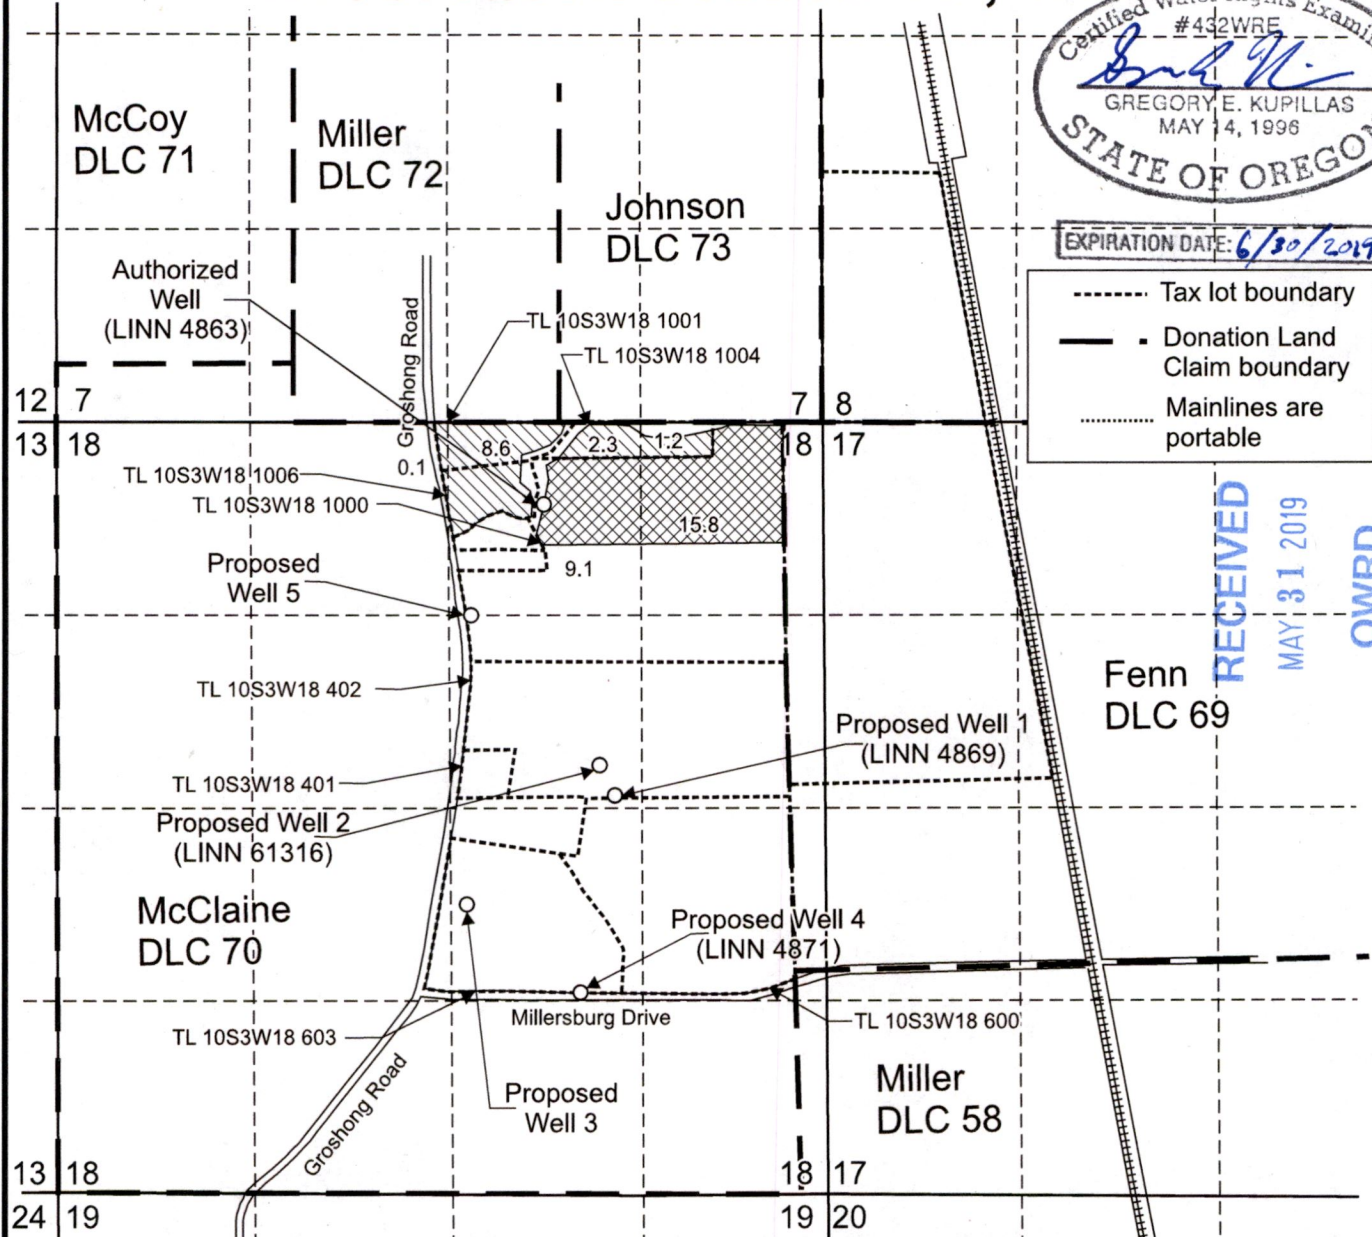 Certified Water Rights Examiner
#432WRE
GREGORY E. KUPILLAS
MAY 14, 1996
STATE OF OREGON
EXPIRATION DATE: 6/30/2019
McCoy
DLC 71
Miller
DLC 72
Johnson
DLC 73
Tax lot boundary
Donation Land
Claim boundary
Mainlines are
portable
Authorized
Well
(LINN 4863)
Groshong Road
TL 10S3W18 1001
TL 10S3W18 1004
12 7
7 8
13 18
18 17
8.6
2.3
1.2
0.1
TL 10S3W18 1006
TL 10S3W18 1000
15.8
9.1
Proposed
Well 5
RECEIVED
MAY 31 2019
OWRD
TL 10S3W18 402
Fenn
DLC 69
Proposed Well 1
(LINN 4869)
TL 10S3W18 401
Proposed Well 2
(LINN 61316)
McClaine
DLC 70
Proposed Well 4
(LINN 4871)
Millersburg Drive
TL 10S3W18 600
TL 10S3W18 603
Groshong Road
Proposed
Well 3
Miller
DLC 58
13 18
18 17
24 19
19 20